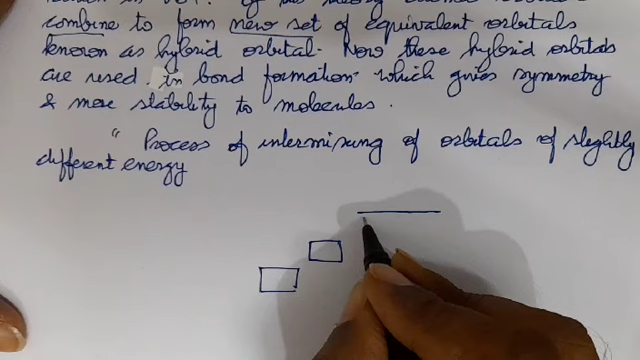 combine to form new set of equivalent orbitals
known as hybrid orbital. Now these hybrid orbitals
are used in bond formation which gives symmetry
& more stability to molecules.
" Process of intermixing of orbitals of slightly
different energy